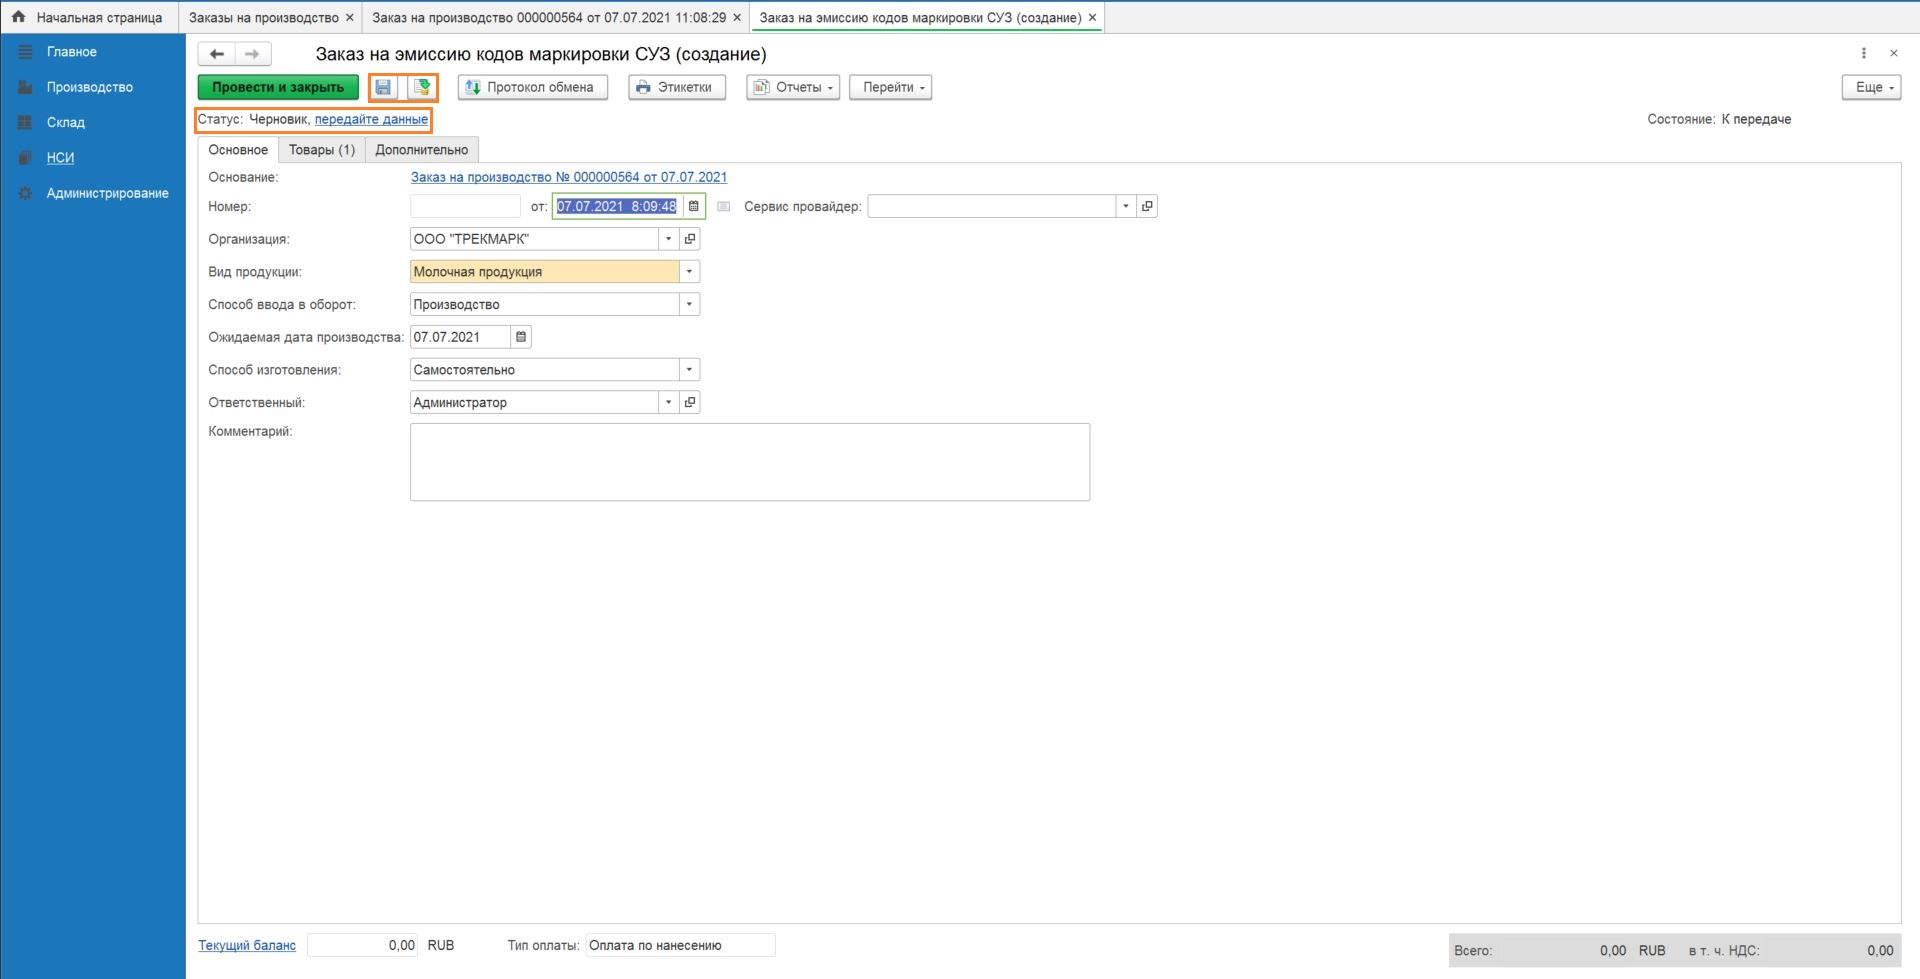 Начальная страница Заказы на производство × Заказ на производство 000000564 от 07.07.2021 11:08:29 × Заказ на эмиссию кодов маркировки СУЗ (создание) ×
Главное
Производство
Склад
НСИ
Администрирование
Заказ на эмиссию кодов маркировки СУЗ (создание)
Провести и закрыть Протокол обмена Этикетки Отчеты Перейти Еще
Статус: Черновик, передайте данные Состояние: К передаче
Основное Товары (1) Дополнительно
Основание: Заказ на производство № 000000564 от 07.07.2021
Номер: от: 07.07.2021 8:09:48 Сервис провайдер:
Организация: ООО "ТРЕКМАРК"
Вид продукции: Молочная продукция
Способ ввода в оборот: Производство
Ожидаемая дата производства: 07.07.2021
Способ изготовления: Самостоятельно
Ответственный: Администратор
Комментарий:
Текущий баланс 0,00 RUB Тип оплаты: Оплата по нанесению
Всего: 0,00 RUB в т. ч. НДС: 0,00